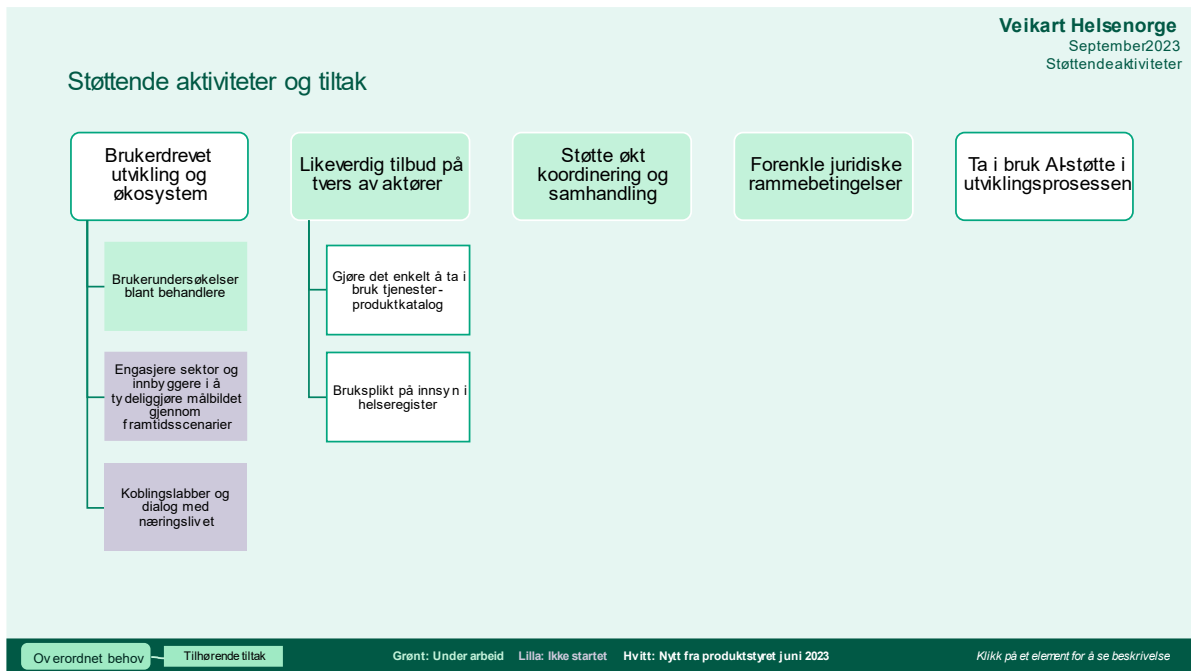 Veikart Helsenorge
September2023
Støttendeaktiviteter
Støttende aktiviteter og tiltak
Brukerdrevet
utvikling og
økosystem
Likeverdig tilbud på
tvers av aktører
Støtte økt
koordinering og
samhandling
Forenkle juridiske
rammebetingelser
Ta i bruk AI-støtte i
utviklingsprosessen
Brukerundersøkelser
blant behandlere
Engasjere sektor og
innbyggere i å
tydeliggjøre målbildet
gjennom
framtidsscenarier
Koblingslabber og
dialog med
næringslivet
Gjøre det enkelt å ta i
bruk tjenester-
produktkatalog
Bruksplikt på innsyn i
helseregister
Overordnet behov
Tilhørende tiltak
Grønt: Under arbeid Lilla: Ikke startet Hvitt: Nytt fra produktstyret juni 2023
Klikk på et element for å se beskrivelse